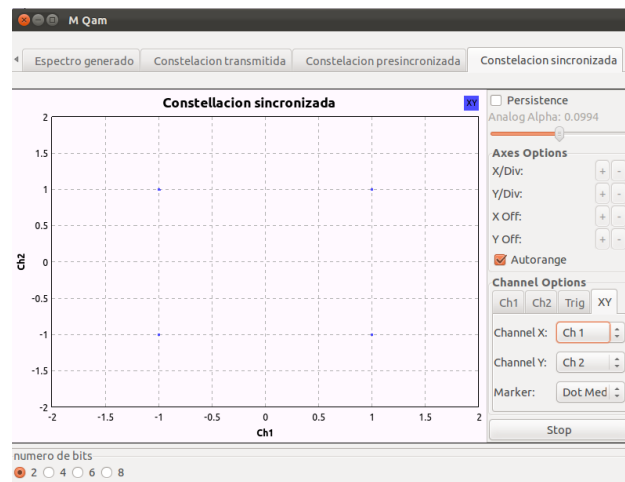 M Qam
Espectro generado
Constelacion transmitida
Constelacion presincronizada
Constelacion sincronizada
Constellacion sincronizada
XY
2
1.5
1
0.5
0
-0.5
-1
-1.5
-2
Ch2
-2 -1.5 -1 -0.5 0 0.5 1 1.5 2
Ch1
Persistence
Analog Alpha: 0.0994
Axes Options
X/Div: + -
Y/Div: + -
X Off: + -
Y Off: + -
Autorange
Channel Options
Ch1 Ch2 Trig XY
Channel X: Ch 1
Channel Y: Ch 2
Marker: Dot Med
Stop
numero de bits
2 4 6 8